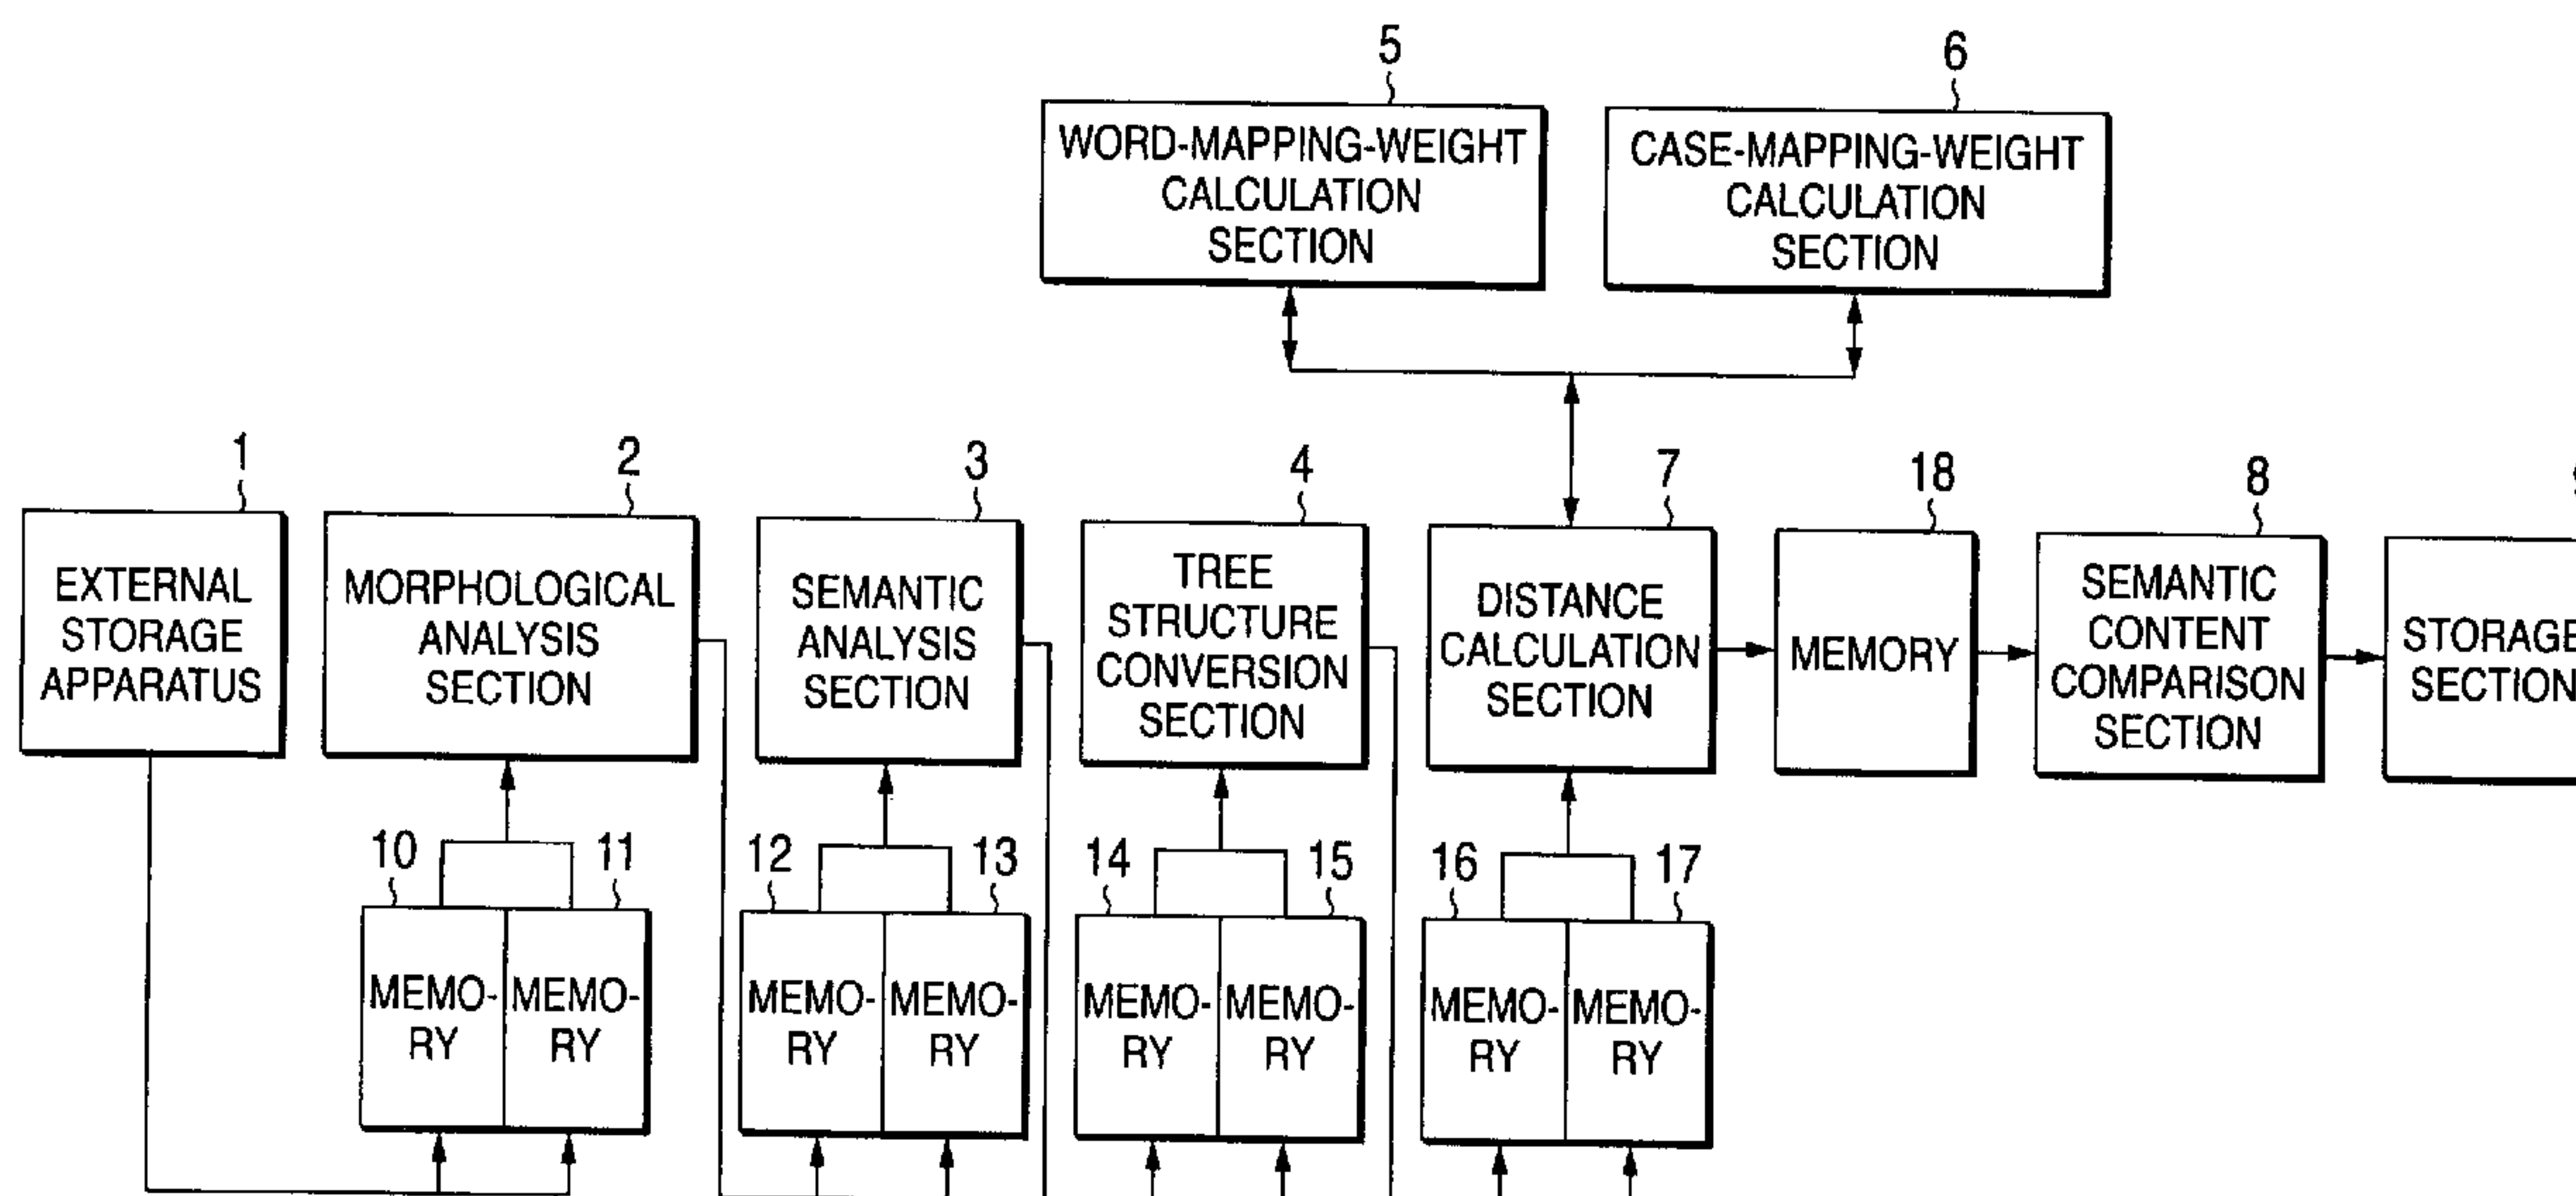 5
6
WORD-MAPPING-WEIGHT
CALCULATION
SECTION
CASE-MAPPING-WEIGHT
CALCULATION
SECTION
1
2
3
4
7
18
8
EXTERNAL
STORAGE
APPARATUS
MORPHOLOGICAL
ANALYSIS
SECTION
SEMANTIC
ANALYSIS
SECTION
TREE
STRUCTURE
CONVERSION
SECTION
DISTANCE
CALCULATION
SECTION
MEMORY
SEMANTIC
CONTENT
COMPARISON
SECTION
STORAGE
SECTION
10
11
12
13
14
15
16
17
MEMO-
RY
MEMO-
RY
MEMO-
RY
MEMO-
RY
MEMO-
RY
MEMO-
RY
MEMO-
RY
MEMO-
RY